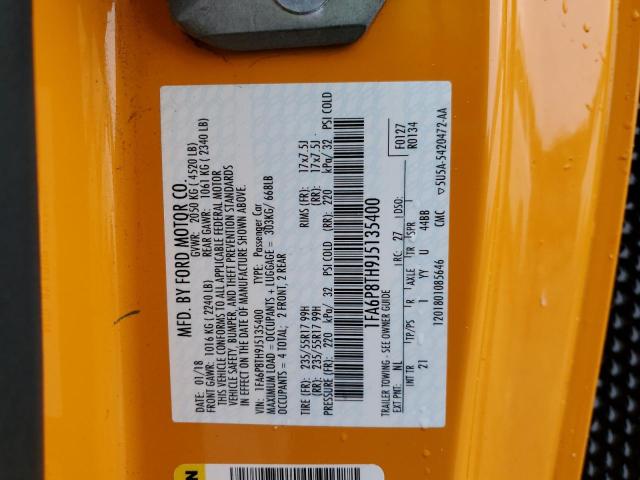 MFD. BY FORD MOTOR CO.
DATE: 01/18 GVWR: 2050 KG ( 4520 LB)
FRONT GAWR: 1016 KG (2240LB) REAR GAWR: 1061 KG ( 2340 LB)
THIS VEHICLE CONFORMS TO ALL APPLICABLE FEDERAL MOTOR
VEHICLE SAFETY, BUMPER, AND THEFT PREVENTION STANDARDS
IN EFFECT ON THE DATE OF MANUFACTURE SHOWN ABOVE.
VIN: 1FA6P8TH9J5135400 TYPE: Passenger Car
MAXIMUM LOAD = OCCUPANTS + LUGGAGE = 303KG/ 668LB
OCCUPANTS = 4 TOTAL; 2 FRONT, 2 REAR
TIRE (FR): 235/55R17 99H RIMS (FR): 17x7.5J
(RR): 235/55R17 99H (RR): 17x7.5J
PRESSURE (FR): 220 kPa/ 32 PSI COLD (RR): 220 kPa/ 32 PSI COLD
1FA6P8TH9J5135400
TRAILER TOWING - SEE OWNER GUIDE
F0127
R0134
EXT PNT: NL RC: 27 DSO:
INT TR TP/PS R AXLE TR SPR
21 I YY U 44BB
1201801085646 CMC 5U5A-5420472-AA